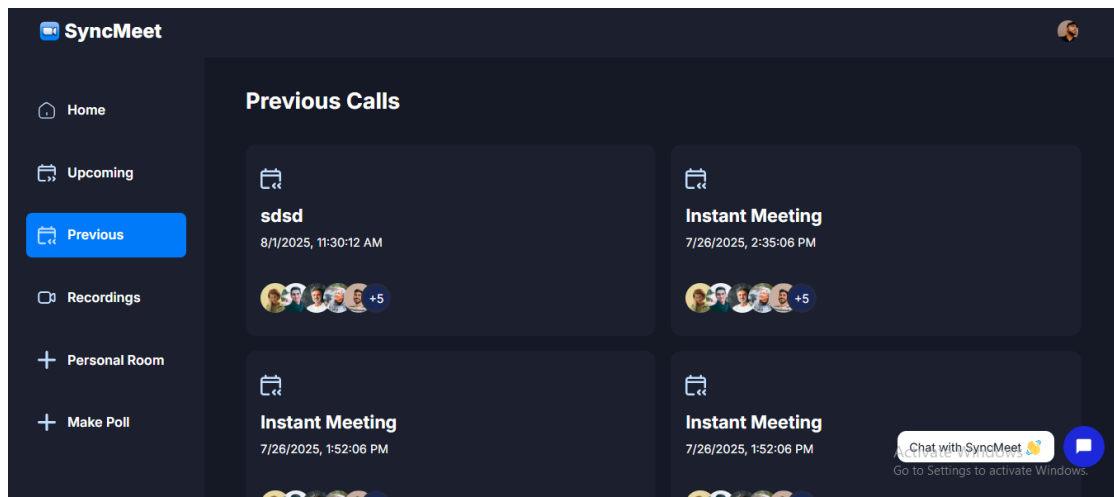 SyncMeet
Home
Upcoming
Previous
Recordings
Personal Room
Make Poll
Previous Calls
sdsd
8/1/2025, 11:30:12 AM
+5
Instant Meeting
7/26/2025, 2:35:06 PM
+5
Instant Meeting
7/26/2025, 1:52:06 PM
Instant Meeting
7/26/2025, 1:52:06 PM
Chat with SyncMeet 👋
Activate Windows
Go to Settings to activate Windows.